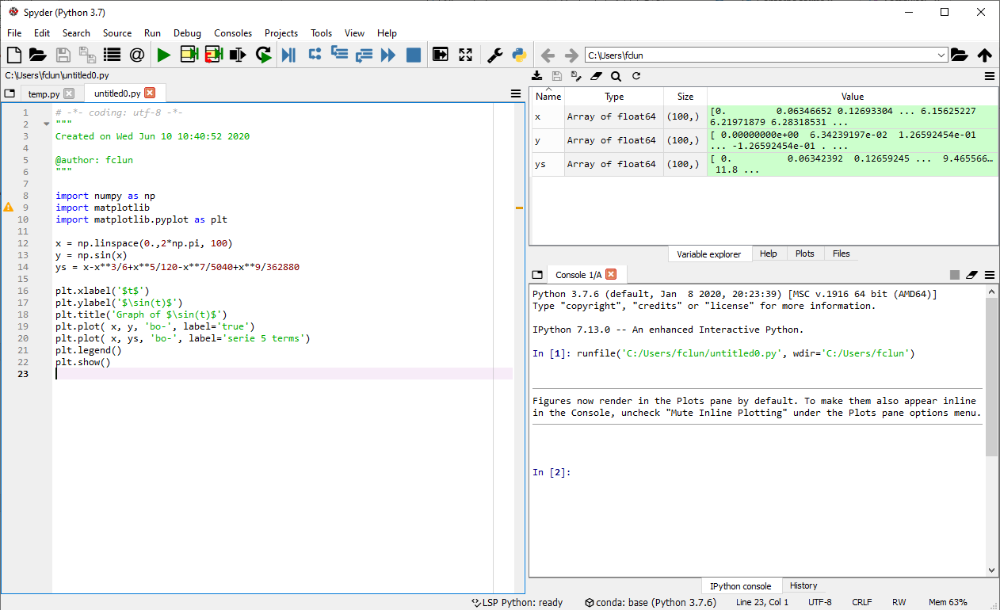 Spyder (Python 3.7)
File Edit Search Source Run Debug Consoles Projects Tools View Help
C:\Users\fclun
C:\Users\fclun\untitled0.py
temp.py untitled0.py
1 # -*- coding: utf-8 -*-
2 """
3 Created on Wed Jun 10 10:40:52 2020
4
5 @author: fclun
6 """
7
8 import numpy as np
9 import matplotlib
10 import matplotlib.pyplot as plt
11
12 x = np.linspace(0.,2*np.pi, 100)
13 y = np.sin(x)
14 ys = x-x**3/6+x**5/120-x**7/5040+x**9/362880
15
16 plt.xlabel('$t$')
17 plt.ylabel('$\sin(t)$')
18 plt.title('Graph of $\sin(t)$')
19 plt.plot( x, y, 'bo-', label='true')
20 plt.plot( x, ys, 'bo-', label='serie 5 terms')
21 plt.legend()
22 plt.show()
23
Name Type Size Value
x Array of float64 (100,) [0. 0.06346652 0.12693304 ... 6.15625227
6.21971879 6.28318531 ...
y Array of float64 (100,) [ 0.00000000e+00 6.34239197e-02 1.26592454e-01
... -1.26592454e-01 . ...
ys Array of float64 (100,) [ 0. 0.06342392 0.12659245 ... 9.465566…
11.8 ...
Variable explorer Help Plots Files
Console 1/A
Python 3.7.6 (default, Jan  8 2020, 20:23:39) [MSC v.1916 64 bit (AMD64)]
Type "copyright", "credits" or "license" for more information.
IPython 7.13.0 -- An enhanced Interactive Python.
In [1]: runfile('C:/Users/fclun/untitled0.py', wdir='C:/Users/fclun')
Figures now render in the Plots pane by default. To make them also appear inline
in the Console, uncheck "Mute Inline Plotting" under the Plots pane options menu.
In [2]:
IPython console History
LSP Python: ready conda: base (Python 3.7.6) Line 23, Col 1 UTF-8 CRLF RW Mem 63%